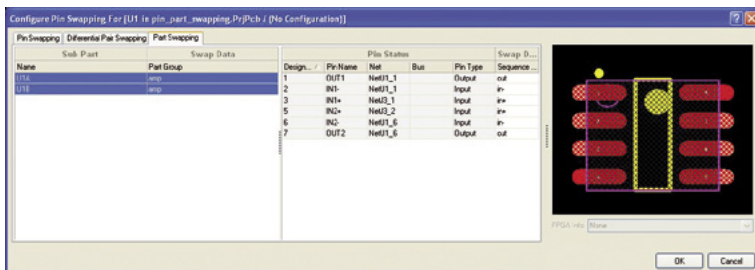 Configure Pin Swapping For [U1 in pin_part_swapping.PrjPcb / (No Configuration)]
Pin Swapping Differential Pair Swapping Part Swapping
Sub Part Swap Data Pin Status Swap D...
Name Part Group Design... / Pin Name Net Bus Pin Type Sequence ...
U1A amp 1 OUT1 NetU1_1 Output out
U1B amp 2 IN1- NetU1_1 Input in-
3 IN1+ NetJ3_1 Input in+
5 IN2+ NetJ3_2 Input in+
6 IN2- NetU1_6 Input in-
7 OUT2 NetU1_6 Output out
FPGA Info None
OK Cancel